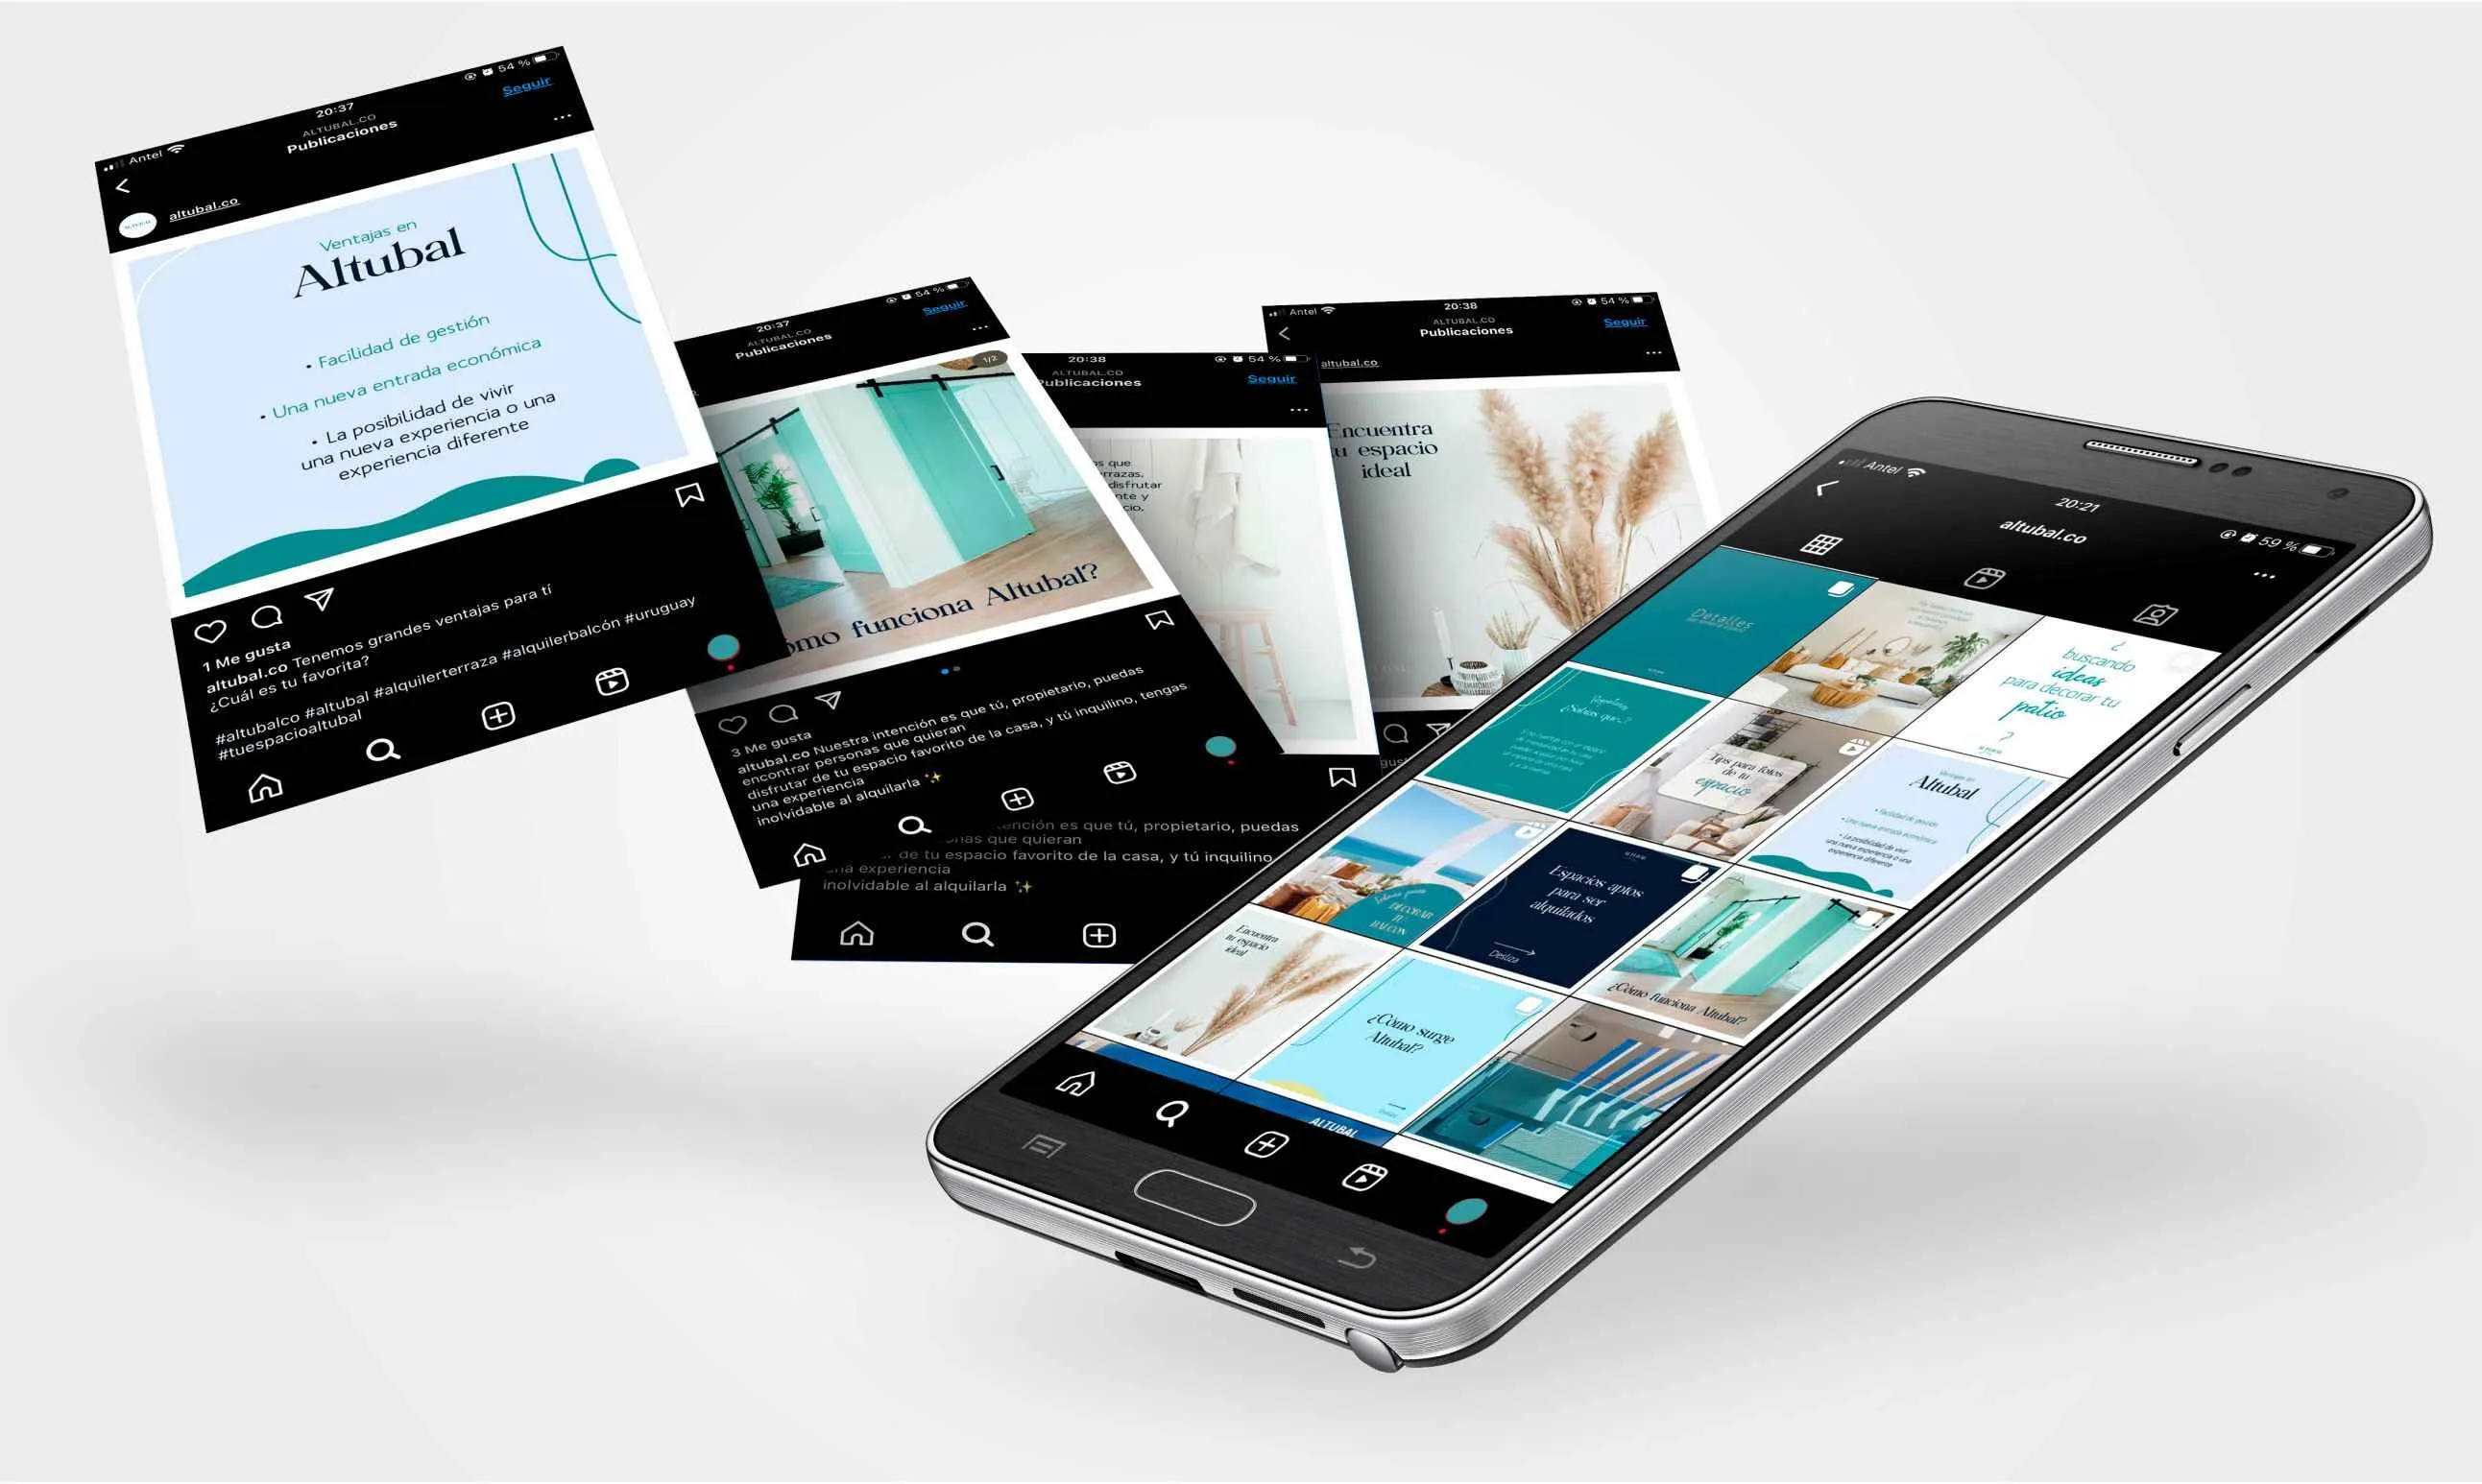 Antel
20:37
54 %
ALTUBAL.CO
Publicaciones
Seguir
altubal.co
Ventajas en
Altubal
• Facilidad de gestión
• Una nueva entrada económica
• La posibilidad de vivir
una nueva experiencia o una
experiencia diferente
1 Me gusta
altubal.co Tenemos grandes ventajas para tí
¿Cuál es tu favorita?
#altubalco #altubal #alquilerterraza #alquilerbalcón #uruguay
#tuespacioaltubal
20:37
54 %
ALTUBAL.CO
Publicaciones
Seguir
1/2
ómo funciona Altubal?
3 Me gusta
altubal.co Nuestra intención es que tú, propietario, puedas
encontrar personas que quieran
disfrutar de tu espacio favorito de la casa, y tú inquilino, tengas
una experiencia
inolvidable al alquilarla ✨
20:38
54 %
ALTUBAL.CO
Publicaciones
Seguir
s que
rrazas.
disfrutar
nte y
cio.
ención es que tú, propietario, puedas
onas que quieran
de tu espacio favorito de la casa, y tú inquilino,
una experiencia
inolvidable al alquilarla ✨
Antel
20:38
54 %
ALTUBAL.CO
Publicaciones
Seguir
altubal.co
Encuentra
tu espacio
ideal
gust
Antel
20:21
59 %
altubal.co
Detalles
¿
buscando
ideas
para decorar tu
patio
?
¿Sabías que...?
Tips para fotos
de tu
espacio
Ventajas en
Altubal
• Facilidad de gestión
• Una nueva entrada económica
• La posibilidad de vivir
una nueva experiencia o una
experiencia diferente
DECORAR
TU
BALCON
Espacios aptos
para ser
alquilados
Desliza
¿Cómo funciona Altubal?
Encuentra
tu espacio
ideal
¿Cómo surge
Altubal?
ALTUBAL